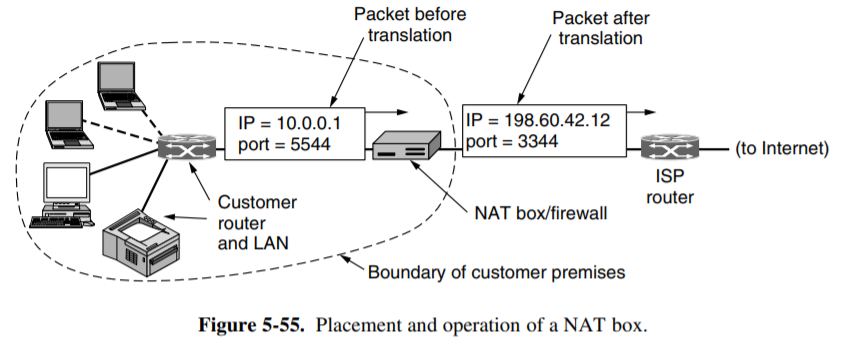 Packet before
translation
Packet after
translation
IP = 10.0.0.1
port = 5544
IP = 198.60.42.12
port = 3344
(to Internet)
ISP
router
Customer
router
and LAN
NAT box/firewall
Boundary of customer premises
Figure 5-55. Placement and operation of a NAT box.